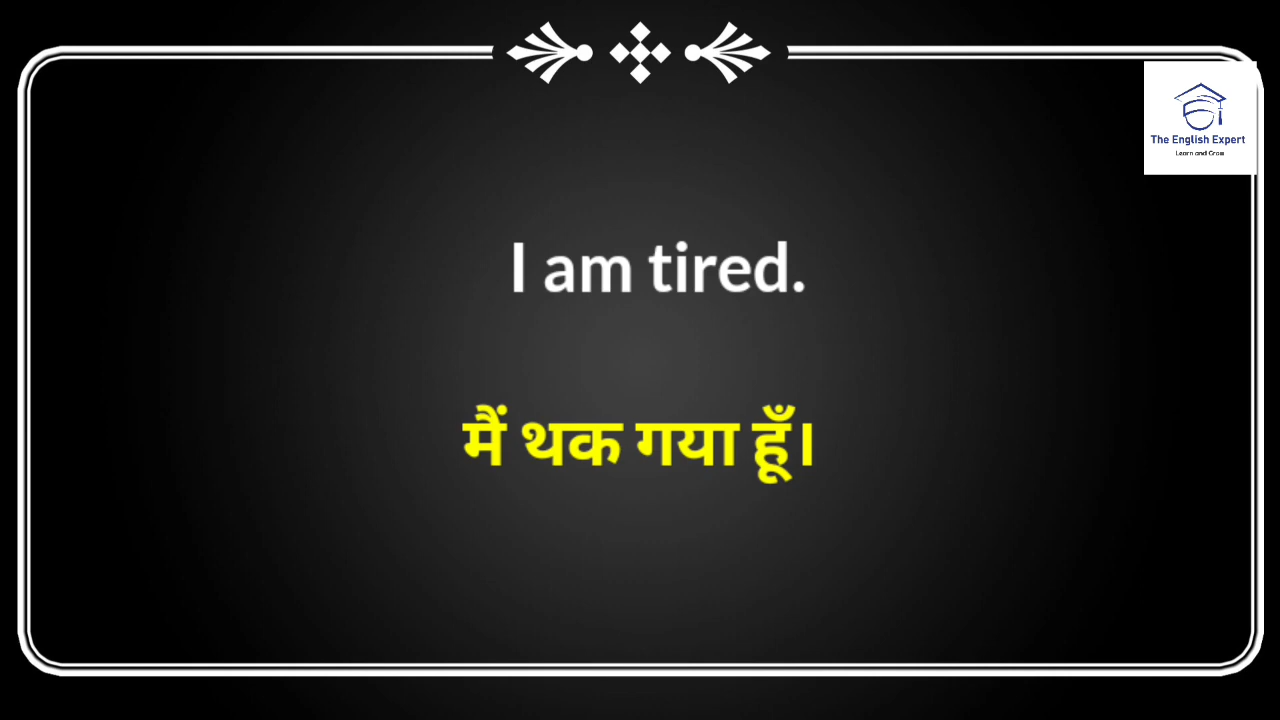 The English Expert
Learn and Grow
I am tired.
मैं थक गया हूँ।